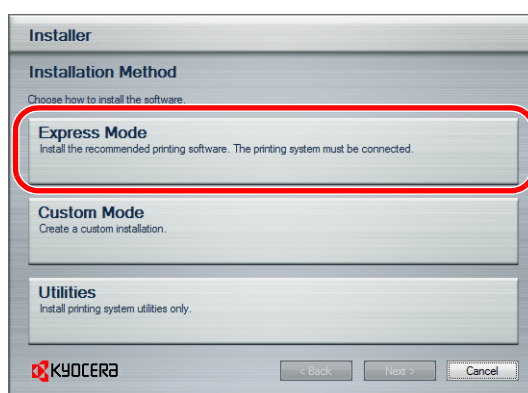 Installer
Installation Method
Choose how to install the software.
Express Mode
Install the recommended printing software. The printing system must be connected.
Custom Mode
Create a custom installation.
Utilities
Install printing system utilities only.
KYOCERA
< Back
Next >
Cancel